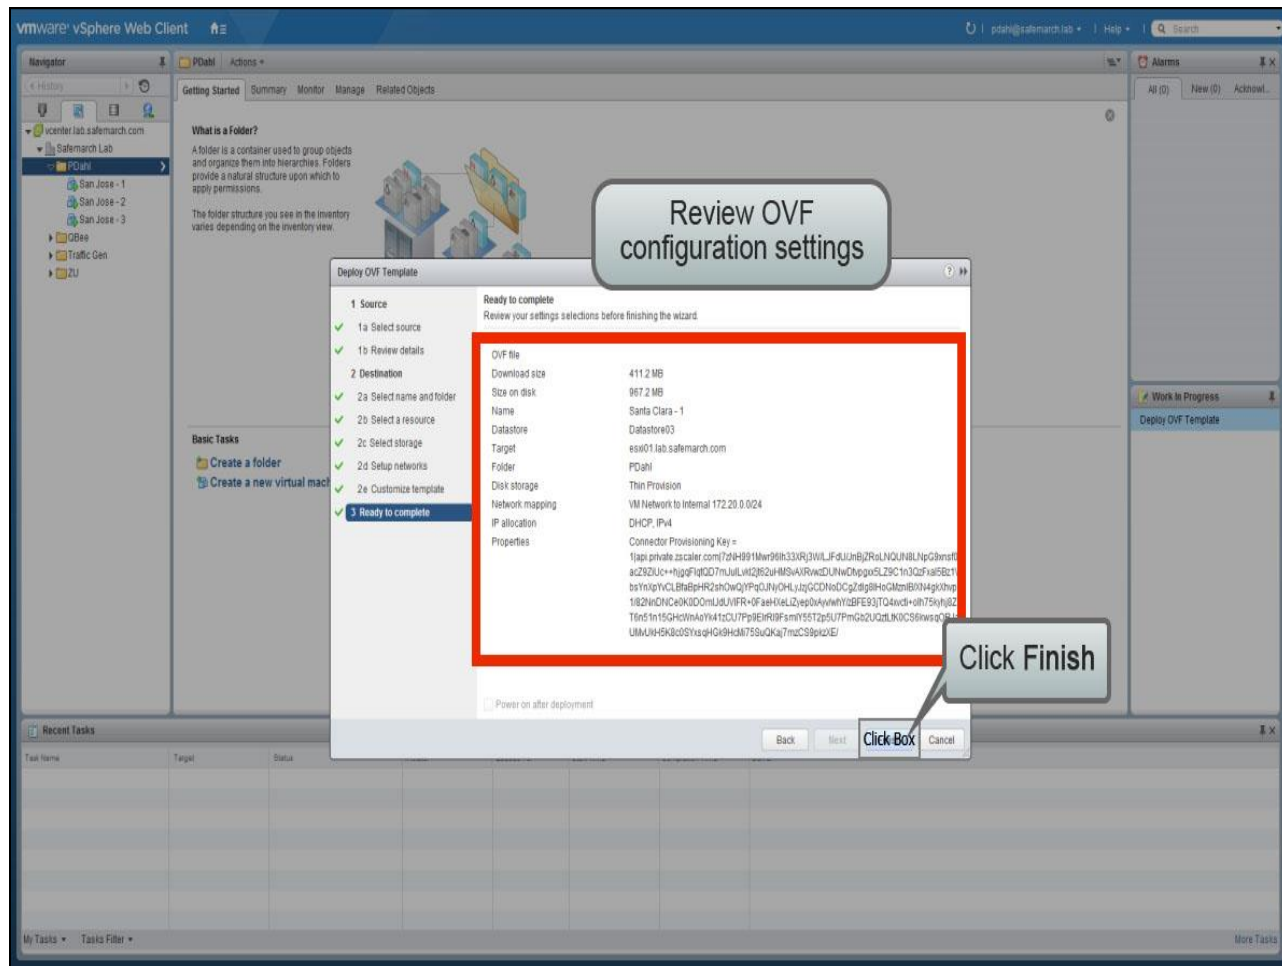 vmware® vSphere Web Client
pdahl@safemarch.lab
Help
Search
Navigator
History
vcenter.lab.safemarch.com
Safemarch Lab
PDahl
San Jose - 1
San Jose - 2
San Jose - 3
QBee
Traffic Gen
ZU
PDahl Actions
Getting Started Summary Monitor Manage Related Objects
What is a Folder?
A folder is a container used to group objects
and organize them into hierarchies. Folders
provide a natural structure upon which to
apply permissions.
The folder structure you see in the inventory
varies depending on the inventory view.
Basic Tasks
Create a folder
Create a new virtual mach
Review OVF
configuration settings
Deploy OVF Template
1 Source
1a Select source
1b Review details
2 Destination
2a Select name and folder
2b Select a resource
2c Select storage
2d Setup networks
2e Customize template
3 Ready to complete
Ready to complete
Review your settings selections before finishing the wizard.
OVF file
Download size 411.2 MB
Size on disk 967.2 MB
Name Santa Clara - 1
Datastore Datastore03
Target esxi01.lab.safemarch.com
Folder PDahl
Disk storage Thin Provision
Network mapping VM Network to Internal 172.20.0.0/24
IP allocation DHCP, IPv4
Properties Connector Provisioning Key =
Power on after deployment
Click Finish
Back Next Click Box Cancel
Alarms
All (0) New (0) Acknowl...
Work In Progress
Deploy OVF Template
Recent Tasks
Task Name Target Status
My Tasks Tasks Filter More Tasks